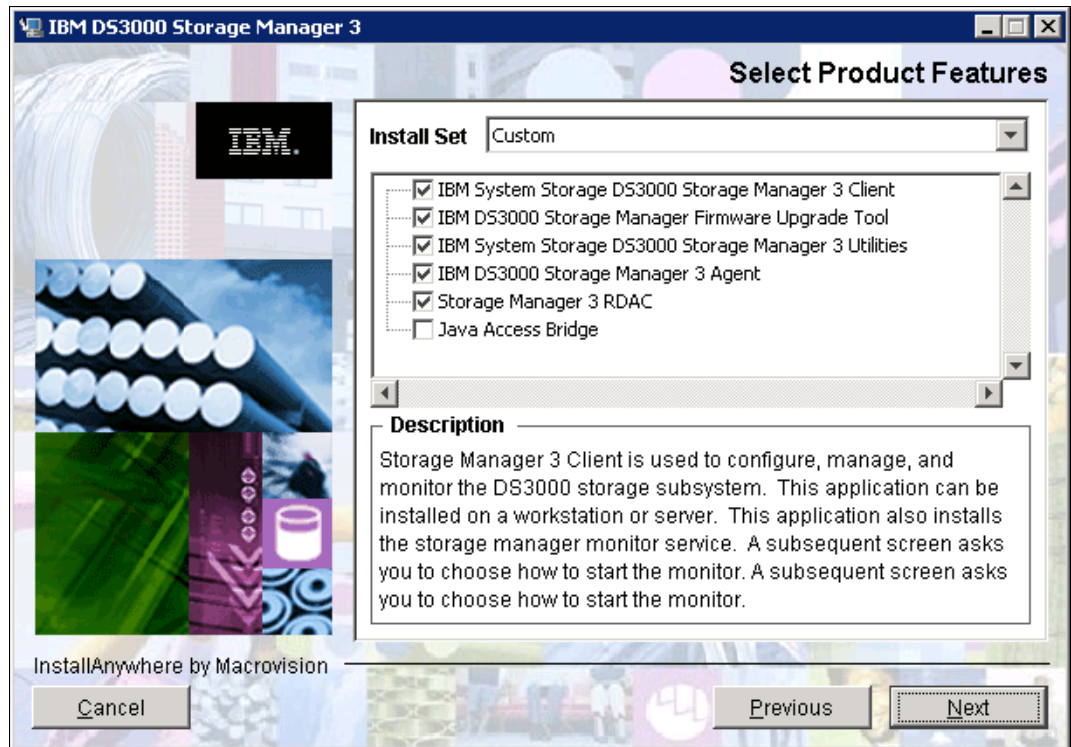 IBM DS3000 Storage Manager 3
Select Product Features
IBM.
Install Set Custom
IBM System Storage DS3000 Storage Manager 3 Client
IBM DS3000 Storage Manager Firmware Upgrade Tool
IBM System Storage DS3000 Storage Manager 3 Utilities
IBM DS3000 Storage Manager 3 Agent
Storage Manager 3 RDAC
Java Access Bridge
Description
Storage Manager 3 Client is used to configure, manage, and
monitor the DS3000 storage subsystem. This application can be
installed on a workstation or server. This application also installs
the storage manager monitor service. A subsequent screen asks
you to choose how to start the monitor. A subsequent screen asks
you to choose how to start the monitor.
InstallAnywhere by Macrovision
Cancel Previous Next